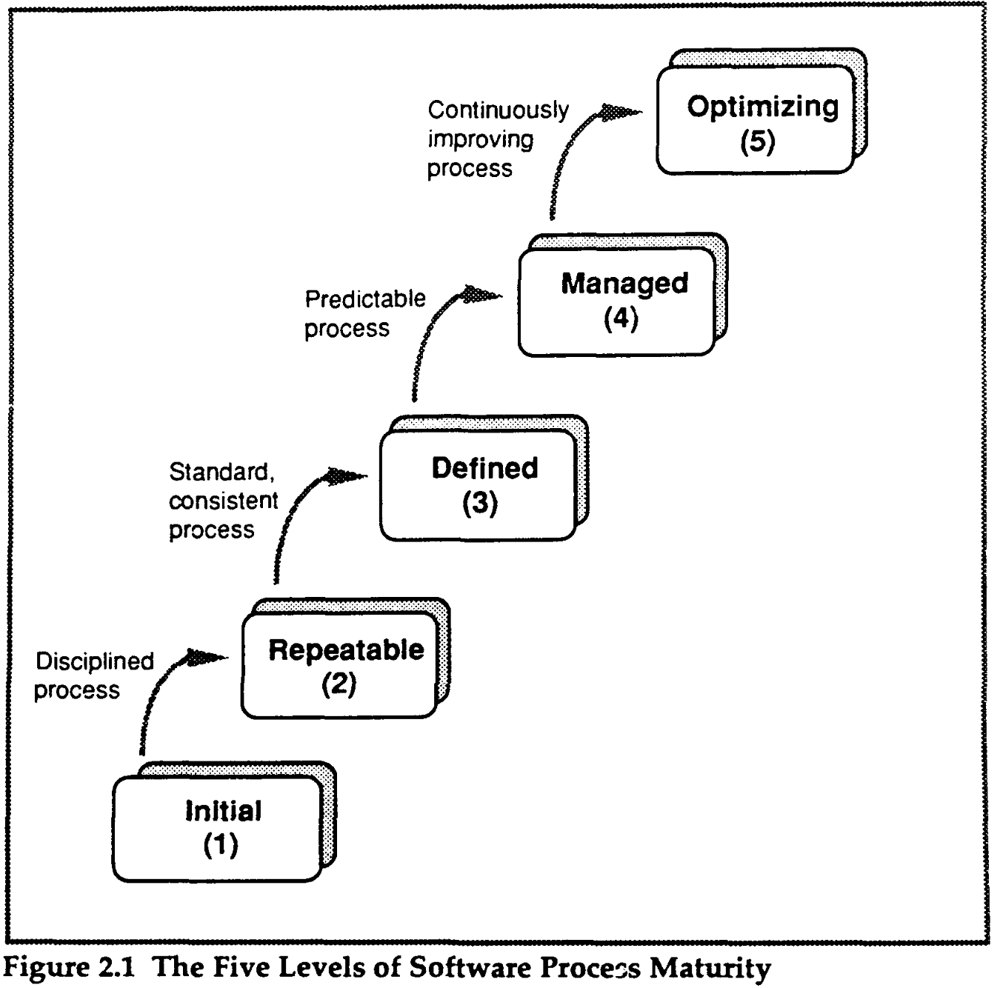 Continuously
improving
process
Optimizing
(5)
Predictable
process
Managed
(4)
Standard,
consistent
process
Defined
(3)
Disciplined
process
Repeatable
(2)
Initial
(1)
Figure 2.1 The Five Levels of Software Process Maturity